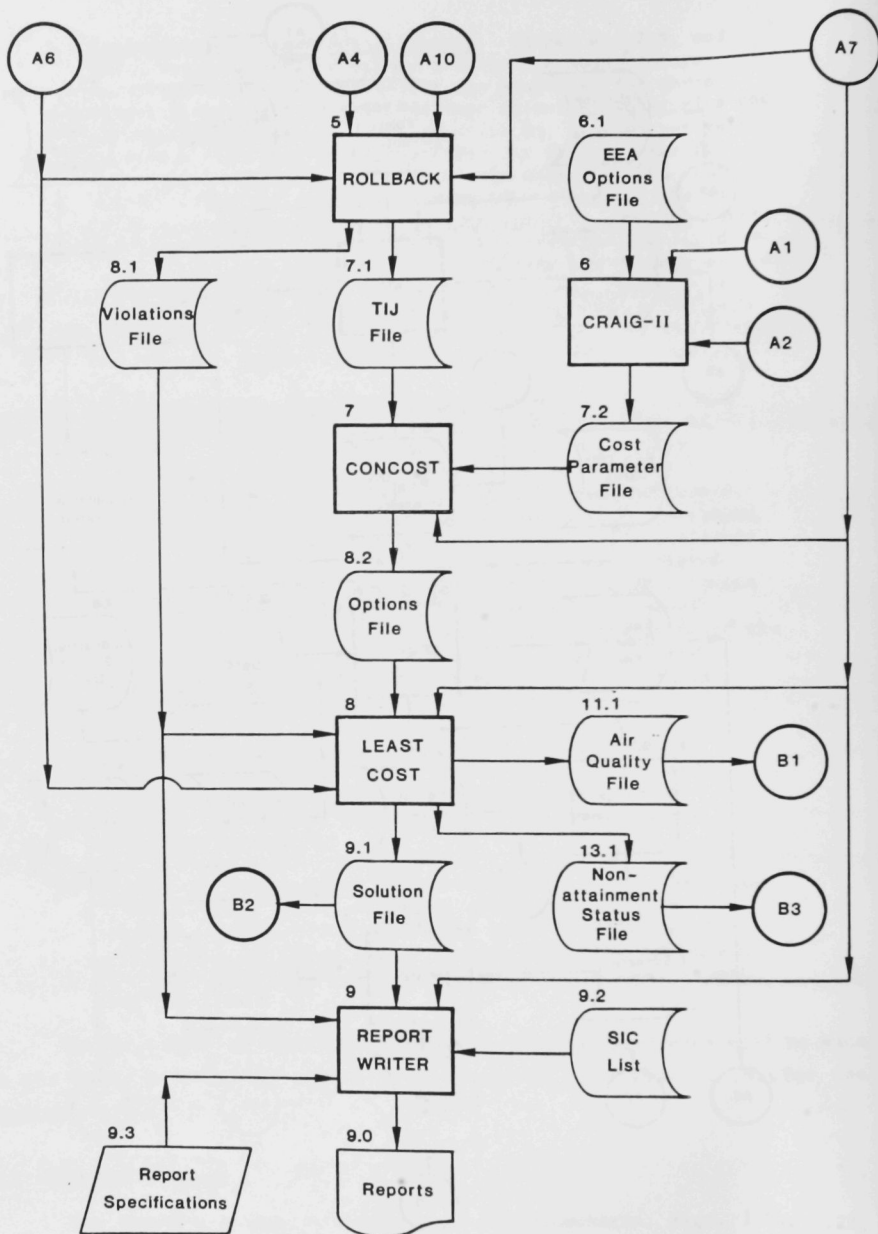 A6
A4
A10
A7
5
ROLLBACK
6.1
EEA
Options
File
A1
8.1
Violations
File
7.1
TIJ
File
6
CRAIG-II
A2
7
CONCOST
7.2
Cost
Parameter
File
8.2
Options
File
8
LEAST
COST
11.1
Air
Quality
File
B1
B2
9.1
Solution
File
13.1
Non-
attainment
Status
File
B3
9
REPORT
WRITER
9.2
SIC
List
9.3
Report
Specifications
9.0
Reports